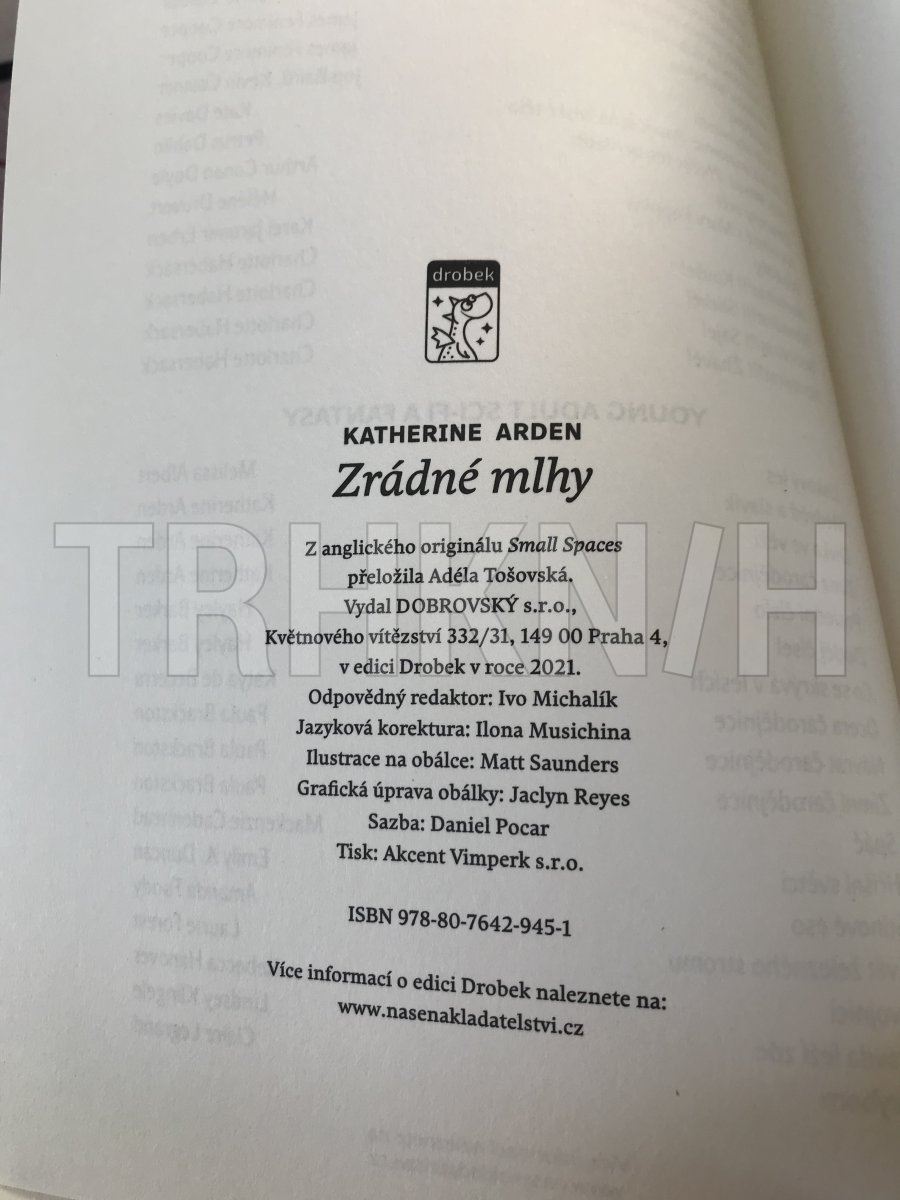 drobek
KATHERINE ARDEN
Zrádné mlhy
Z anglického originálu Small Spaces
přeložila Adéla Tošovská.
Vydal DOBROVSKÝ s.r.o.,
Květnového vítězství 332/31, 149 00 Praha 4,
v edici Drobek v roce 2021.
Odpovědný redaktor: Ivo Michalík
Jazyková korektura: Ilona Musichina
Ilustrace na obálce: Matt Saunders
Grafická úprava obálky: Jaclyn Reyes
Sazba: Daniel Pocar
Tisk: Akcent Vimperk s.r.o.
ISBN 978-80-7642-945-1
Více informací o edici Drobek naleznete na:
www.nasenakladatelstvi.cz
TRHKN/H